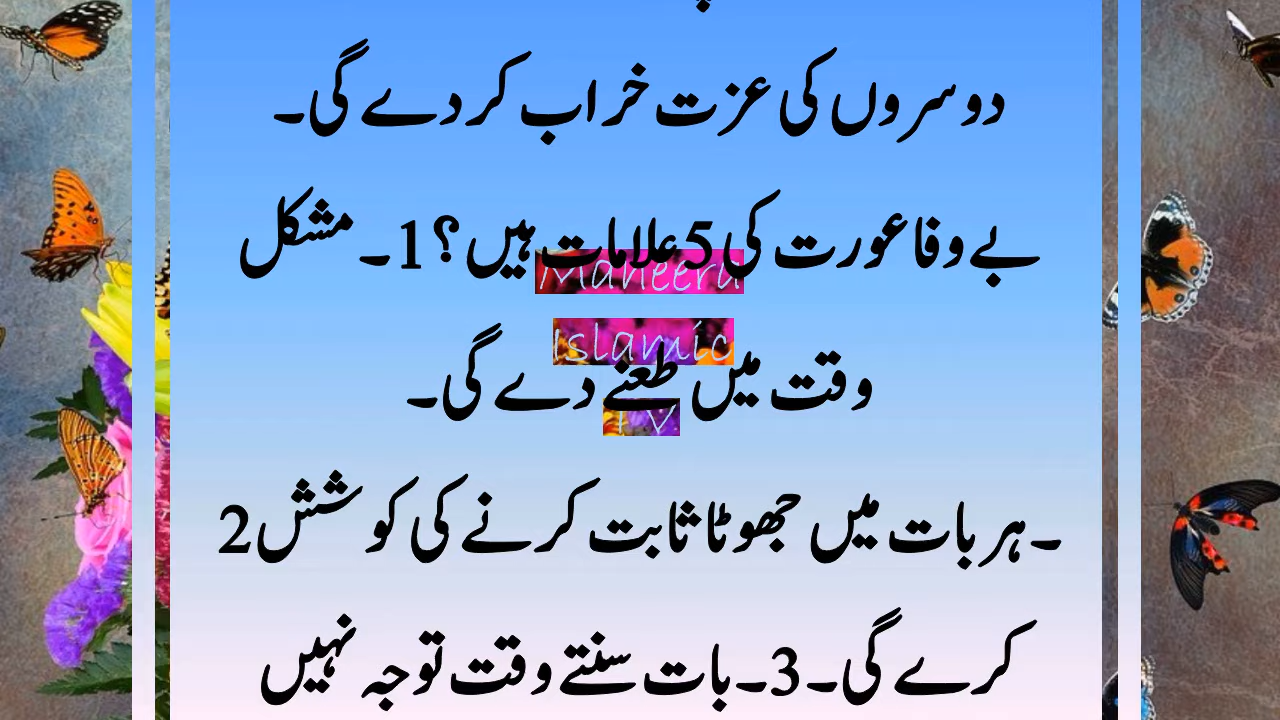 دوسروں کی عزت خراب کر دے گی۔
بے وفا عورت کی 5 علامات ہیں؟ 1۔ مشکل
Maneera
Islamic
وقت میں طعنے دے گی۔
TV
۔ہر بات میں جھوٹا ثابت کرنے کی کوشش 2
کرے گی۔ 3۔ بات سنتے وقت توجہ نہیں